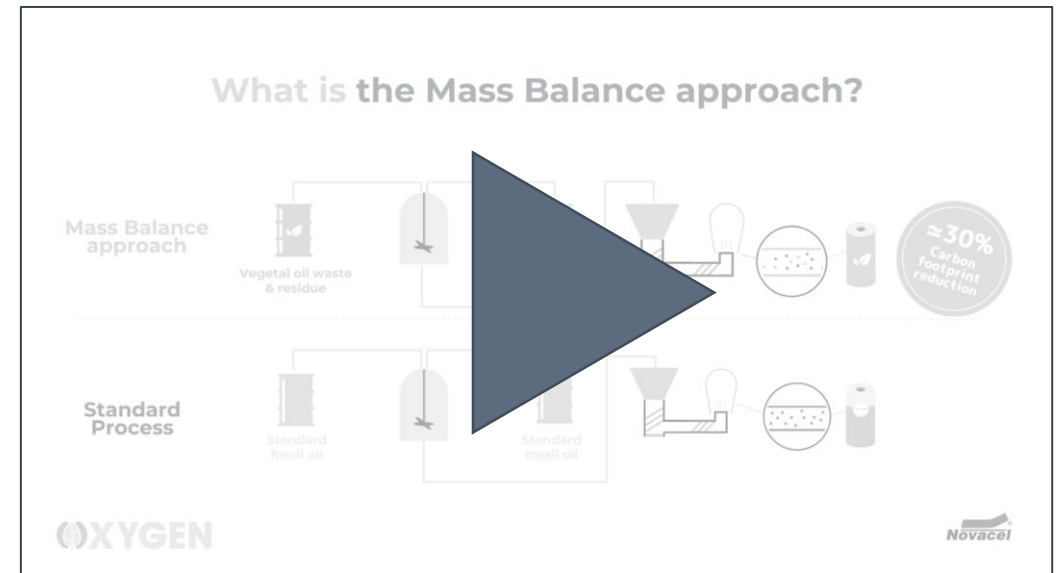 What is the Mass Balance approach?
Mass Balance
approach
Vegetal oil waste
& residue
≃30%
Carbon
footprint
reduction
Standard
Process
Standard
fossil oil
Standard
fossil oil
OXYGEN
Novacel